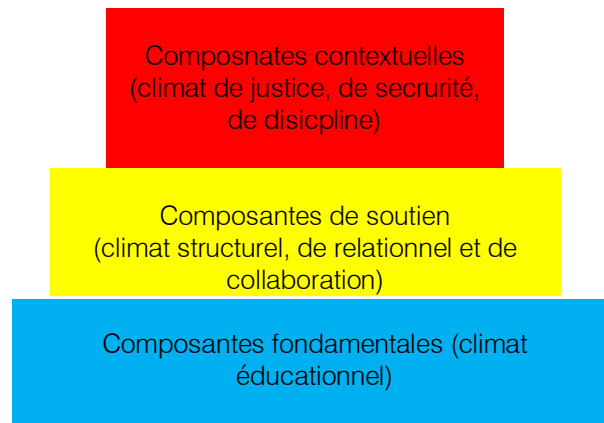 Composnates contextuelles
(climat de justice, de secrurité,
de disicpline)
Composantes de soutien
(climat structurel, de relationnel et de
collaboration)
Composantes fondamentales (climat
éducationnel)